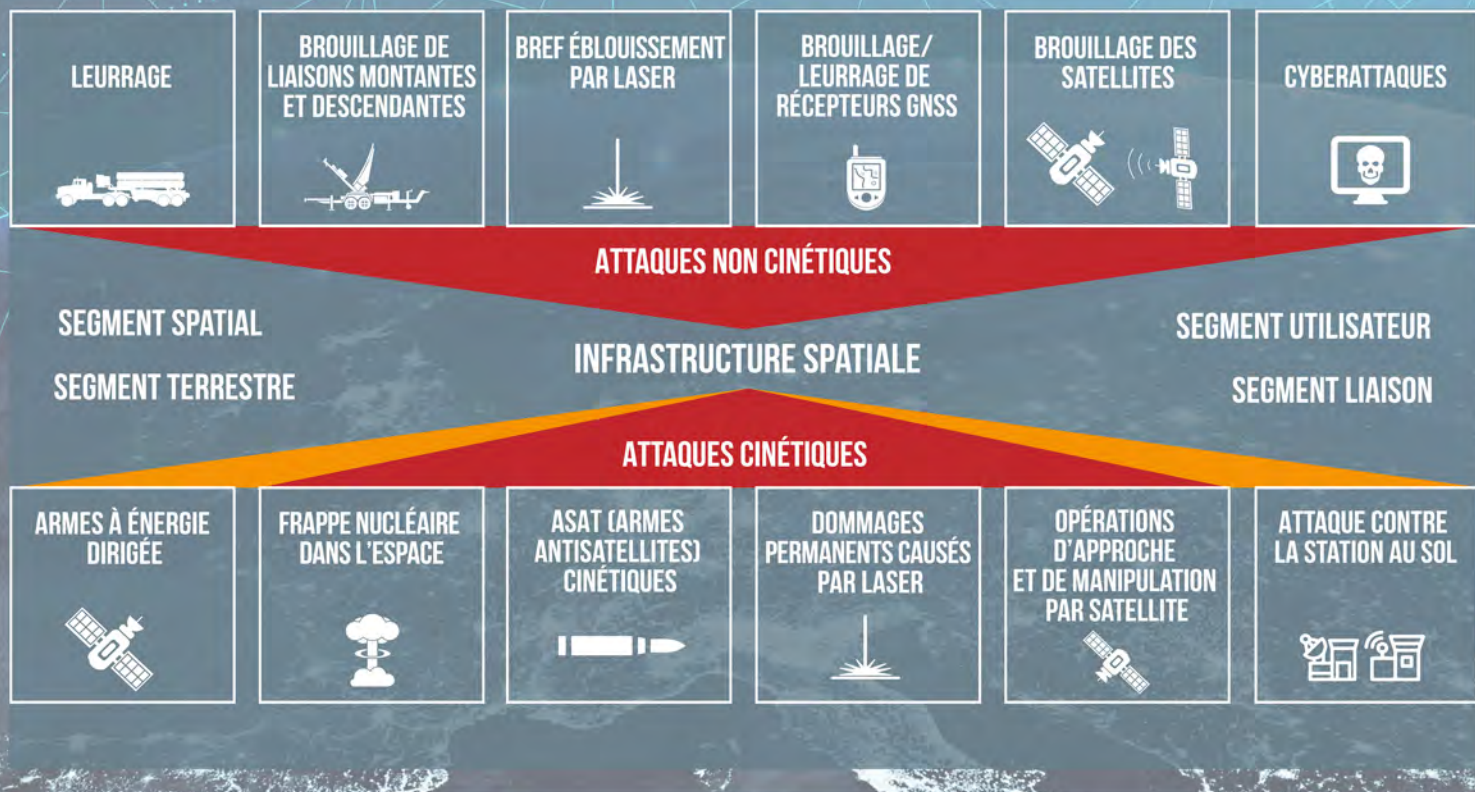 LEURRAGE
BROUILLAGE DE
LIAISONS MONTANTES
ET DESCENDANTES
BREF ÉBLOUISSEMENT
PAR LASER
BROUILLAGE/
LEURRAGE DE
RÉCEPTEURS GNSS
BROUILLAGE DES
SATELLITES
CYBERATTAQUES
ATTAQUES NON CINÉTIQUES
SEGMENT SPATIAL
SEGMENT TERRESTRE
INFRASTRUCTURE SPATIALE
SEGMENT UTILISATEUR
SEGMENT LIAISON
ATTAQUES CINÉTIQUES
ARMES À ÉNERGIE
DIRIGÉE
FRAPPE NUCLÉAIRE
DANS L'ESPACE
ASAT (ARMES
ANTISATELLITES)
CINÉTIQUES
DOMMAGES
PERMANENTS CAUSÉS
PAR LASER
OPÉRATIONS
D'APPROCHE
ET DE MANIPULATION
PAR SATELLITE
ATTAQUE CONTRE
LA STATION AU SOL